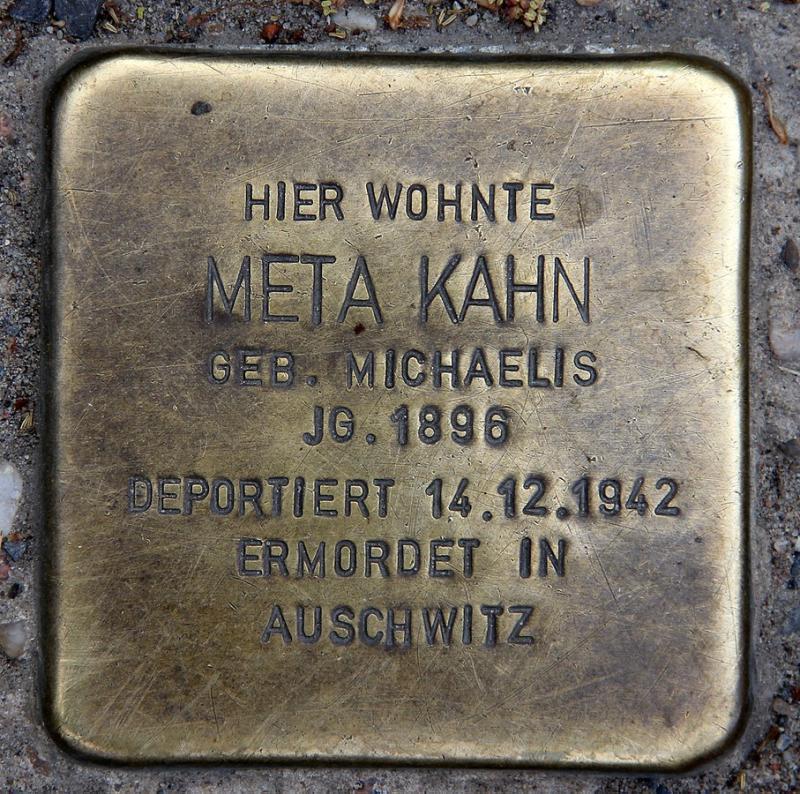 HIER WOHNTE
META KAHN
GEB. MICHAELIS
JG. 1896
DEPORTIERT 14.12.1942
ERMORDET IN
AUSCHWITZ